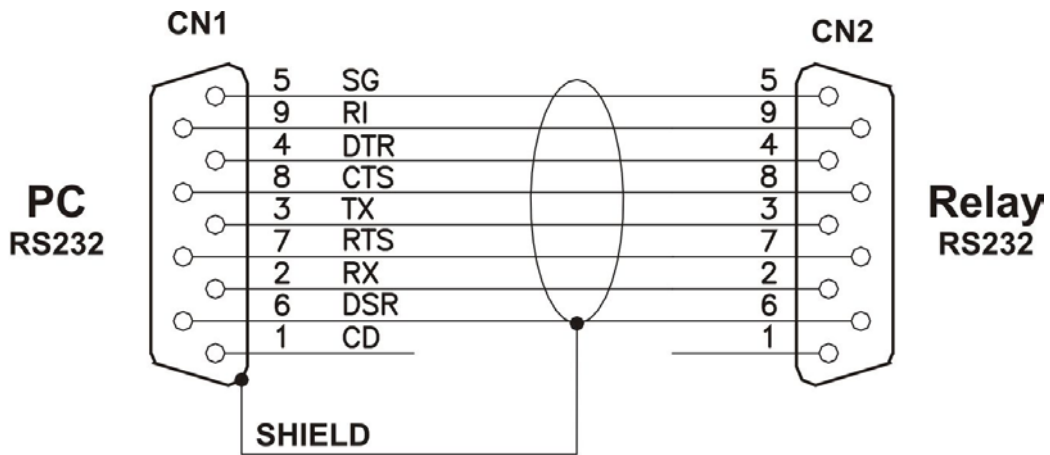 CN1
CN2
5 SG 5
9 RI 9
4 DTR 4
8 CTS 8
3 TX 3
7 RTS 7
2 RX 2
6 DSR 6
1 CD 1
PC
RS232
Relay
RS232
SHIELD